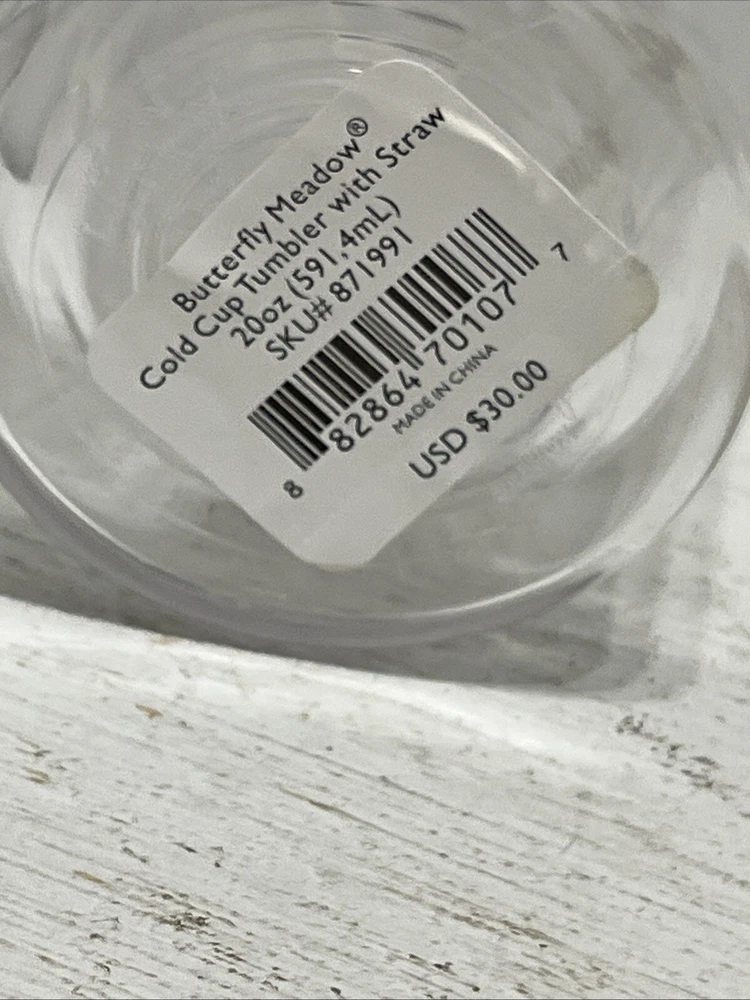 Butterfly Meadow®
Cold Cup Tumbler with Straw
20oz (591,4mL)
SKU# 871991
8 82864 70107 7
MADE IN CHINA
USD $30.00